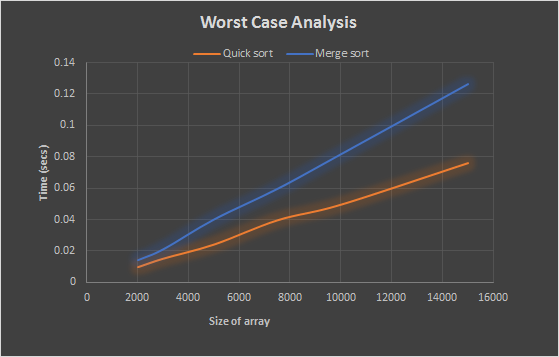 Worst Case Analysis
Quick sort Merge sort
0.14
0.12
0.1
0.08
0.06
0.04
0.02
0
Time (secs)
0 2000 4000 6000 8000 10000 12000 14000 16000
Size of array